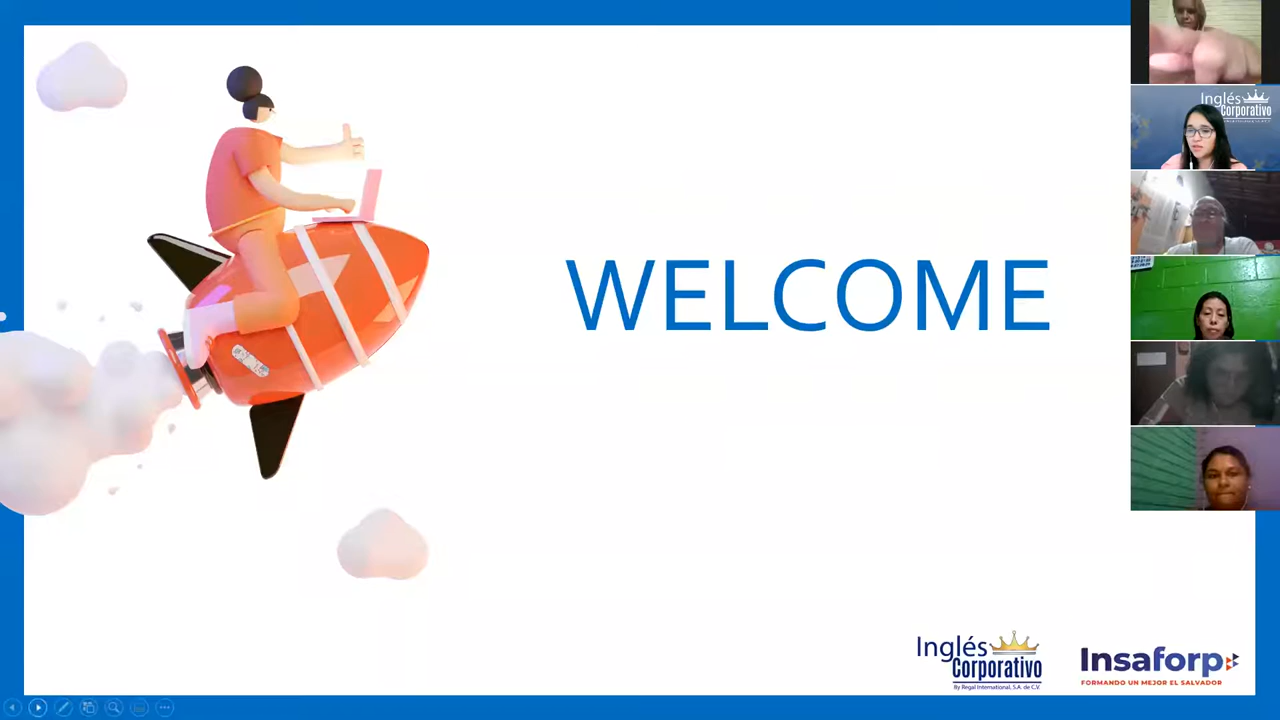 WELCOME
Inglés
Corporativo
By Regal International, S.A. de C.V.
Insaforp
FORMANDO UN MEJOR EL SALVADOR
Inglés
Corporativo